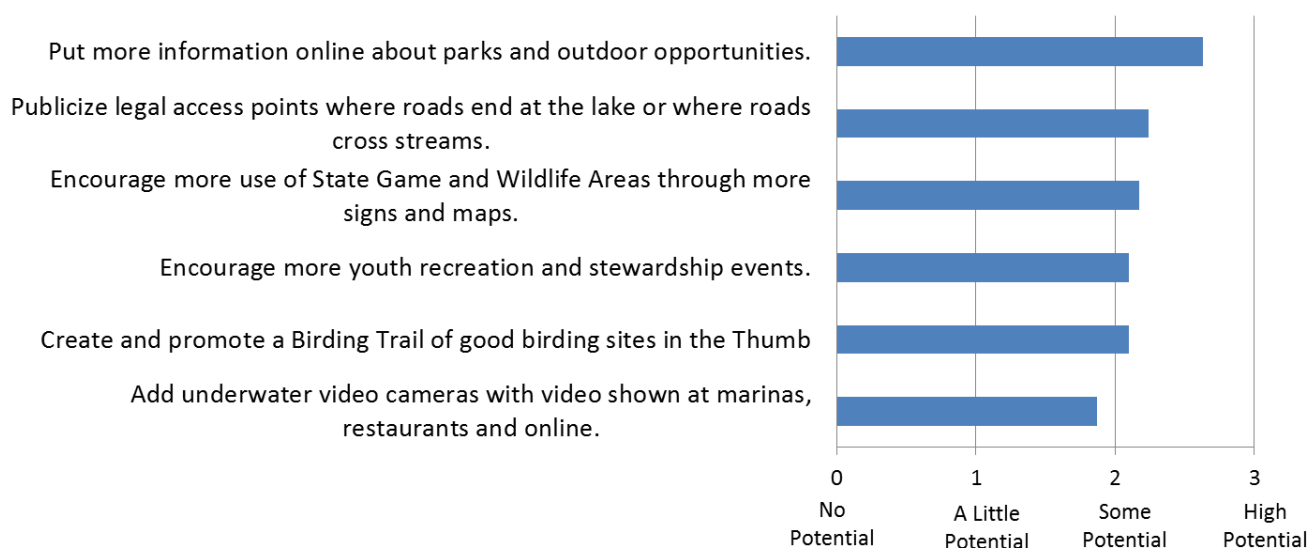 Put more information online about parks and outdoor opportunities.
Publicize legal access points where roads end at the lake or where roads
cross streams.
Encourage more use of State Game and Wildlife Areas through more
signs and maps.
Encourage more youth recreation and stewardship events.
Create and promote a Birding Trail of good birding sites in the Thumb
Add underwater video cameras with video shown at marinas,
restaurants and online.
0 1 2 3
No A Little Some High
Potential Potential Potential Potential